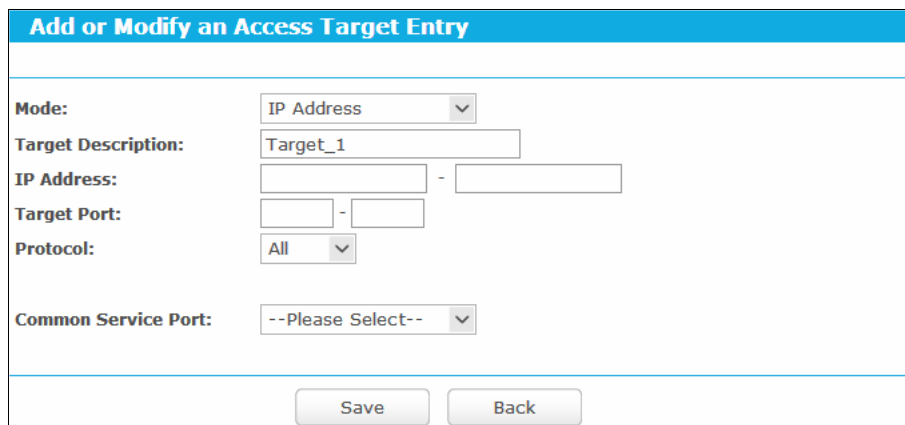 Add or Modify an Access Target Entry
Mode: IP Address
Target Description: Target_1
IP Address: -
Target Port: -
Protocol: All
Common Service Port: --Please Select--
Save Back